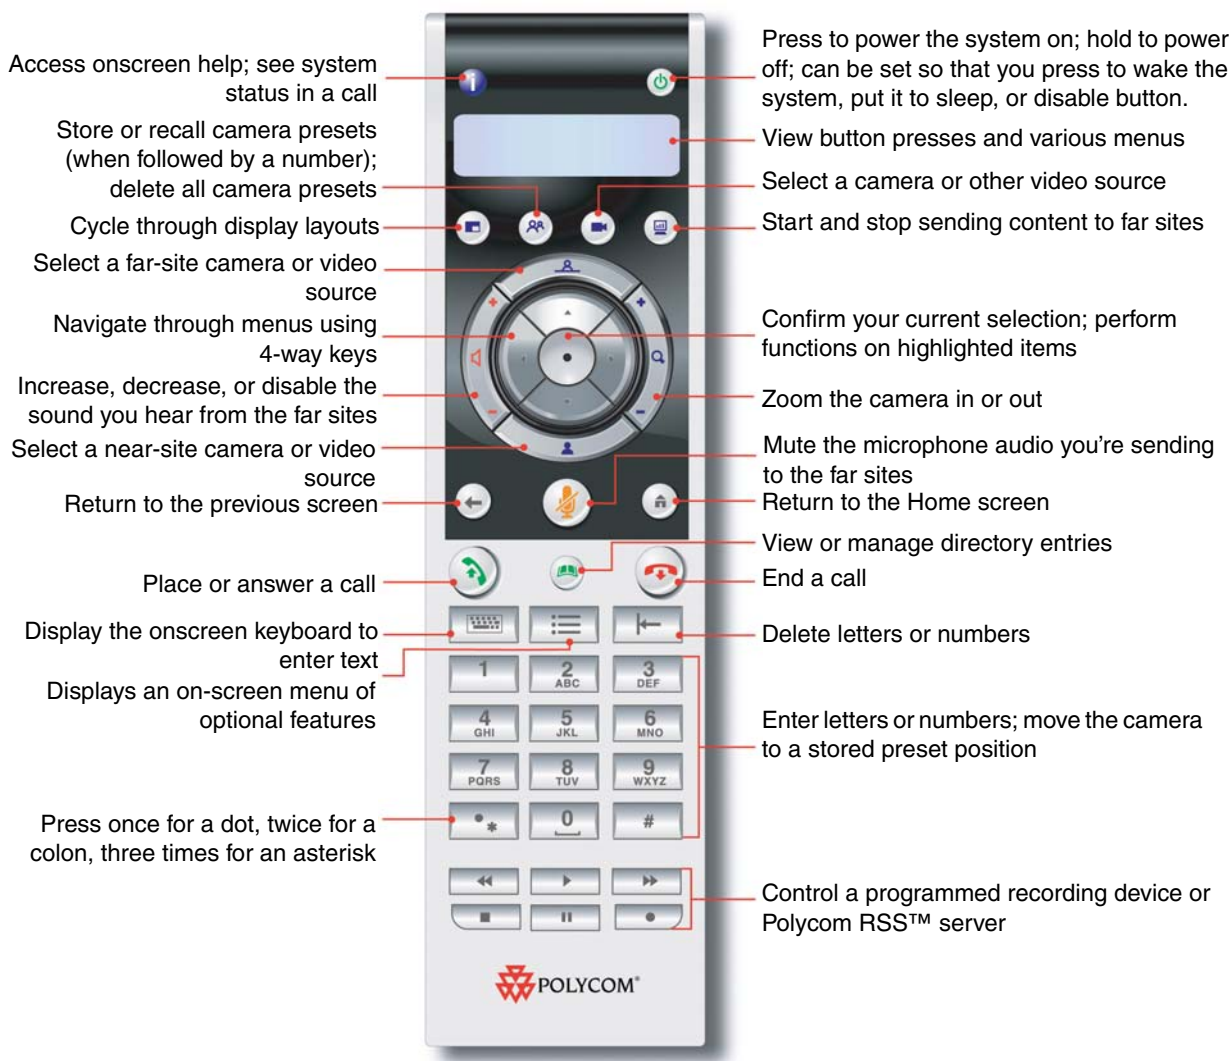 Access onscreen help; see system
status in a call
Store or recall camera presets
(when followed by a number);
delete all camera presets
Cycle through display layouts
Select a far-site camera or video
source
Navigate through menus using
4-way keys
Increase, decrease, or disable the
sound you hear from the far sites
Select a near-site camera or video
source
Return to the previous screen
Place or answer a call
Display the onscreen keyboard to
enter text
Displays an on-screen menu of
optional features
Press once for a dot, twice for a
colon, three times for an asterisk
i
+
−
+
−
1
2
ABC
3
DEF
4
GHI
5
JKL
6
MNO
7
PQRS
8
TUV
9
WXYZ
*
0
#
POLYCOM®
Press to power the system on; hold to power
off; can be set so that you press to wake the
system, put it to sleep, or disable button.
View button presses and various menus
Select a camera or other video source
Start and stop sending content to far sites
Confirm your current selection; perform
functions on highlighted items
Zoom the camera in or out
Mute the microphone audio you're sending
to the far sites
Return to the Home screen
View or manage directory entries
End a call
Delete letters or numbers
Enter letters or numbers; move the camera
to a stored preset position
Control a programmed recording device or
Polycom RSS™ server